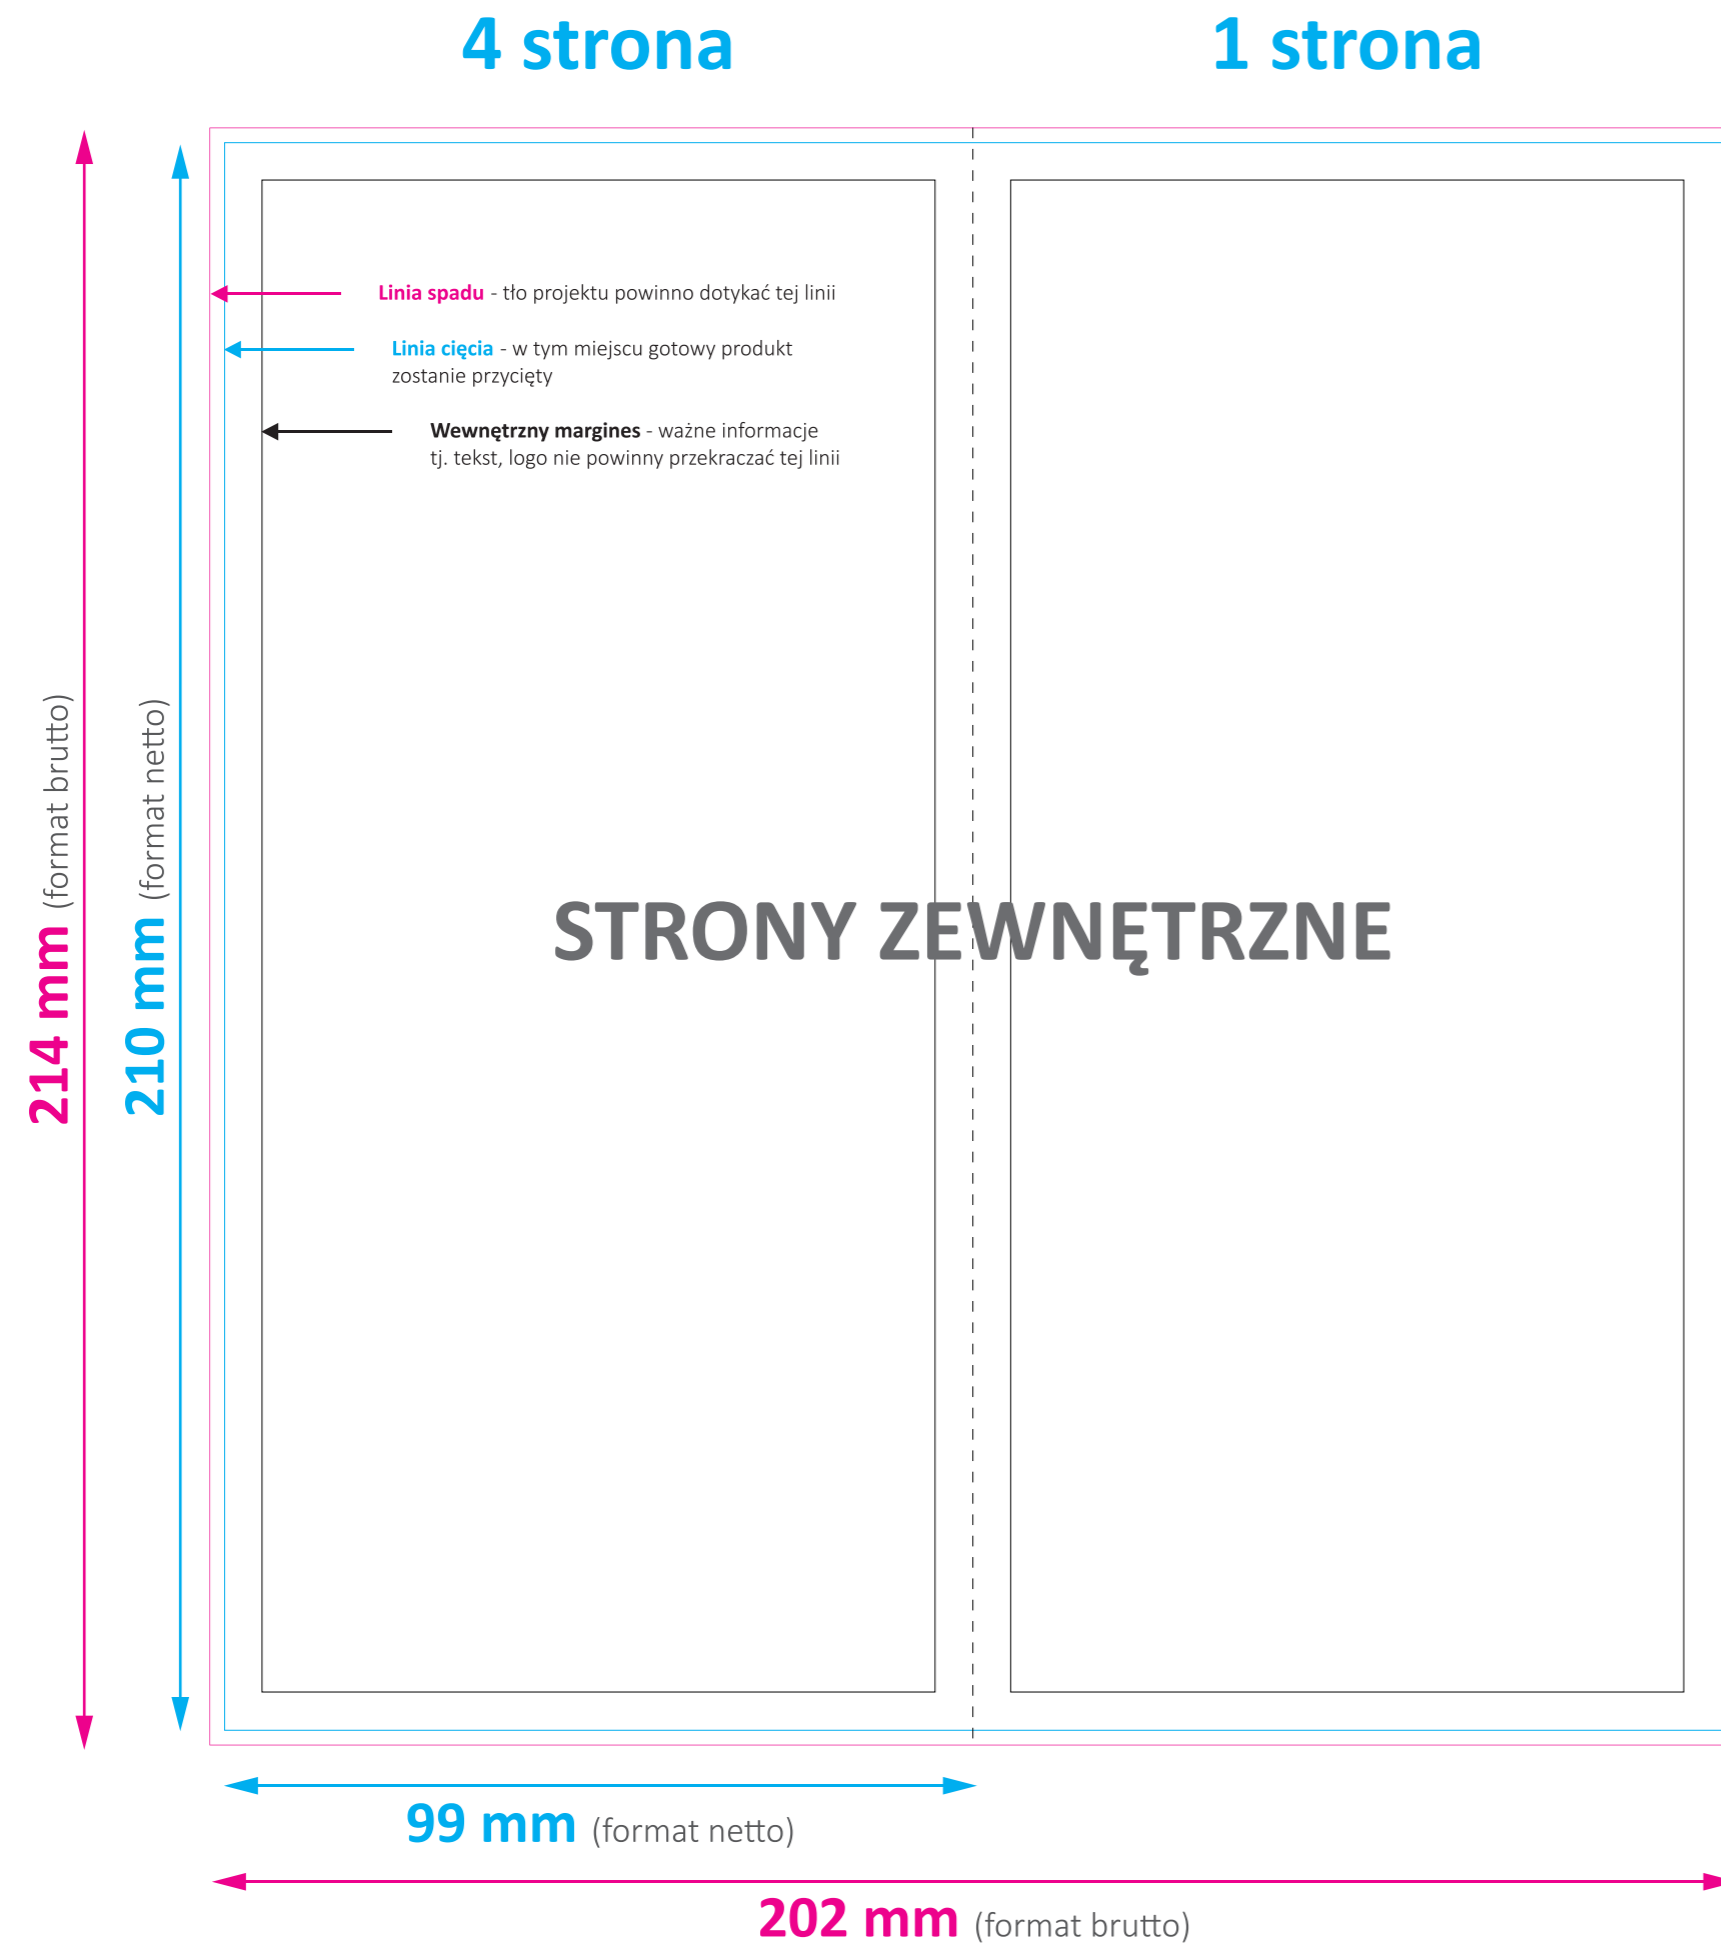 4 strona
1 strona
Linia spadu - tło projektu powinno dotykać tej linii
Linia cięcia - w tym miejscu gotowy produkt
zostanie przycięty
Wewnętrzny margines - ważne informacje
tj. tekst, logo nie powinny przekraczać tej linii
214 mm (format brutto)
210 mm (format netto)
STRONY ZEWNĘTRZNE
99 mm (format netto)
202 mm (format brutto)